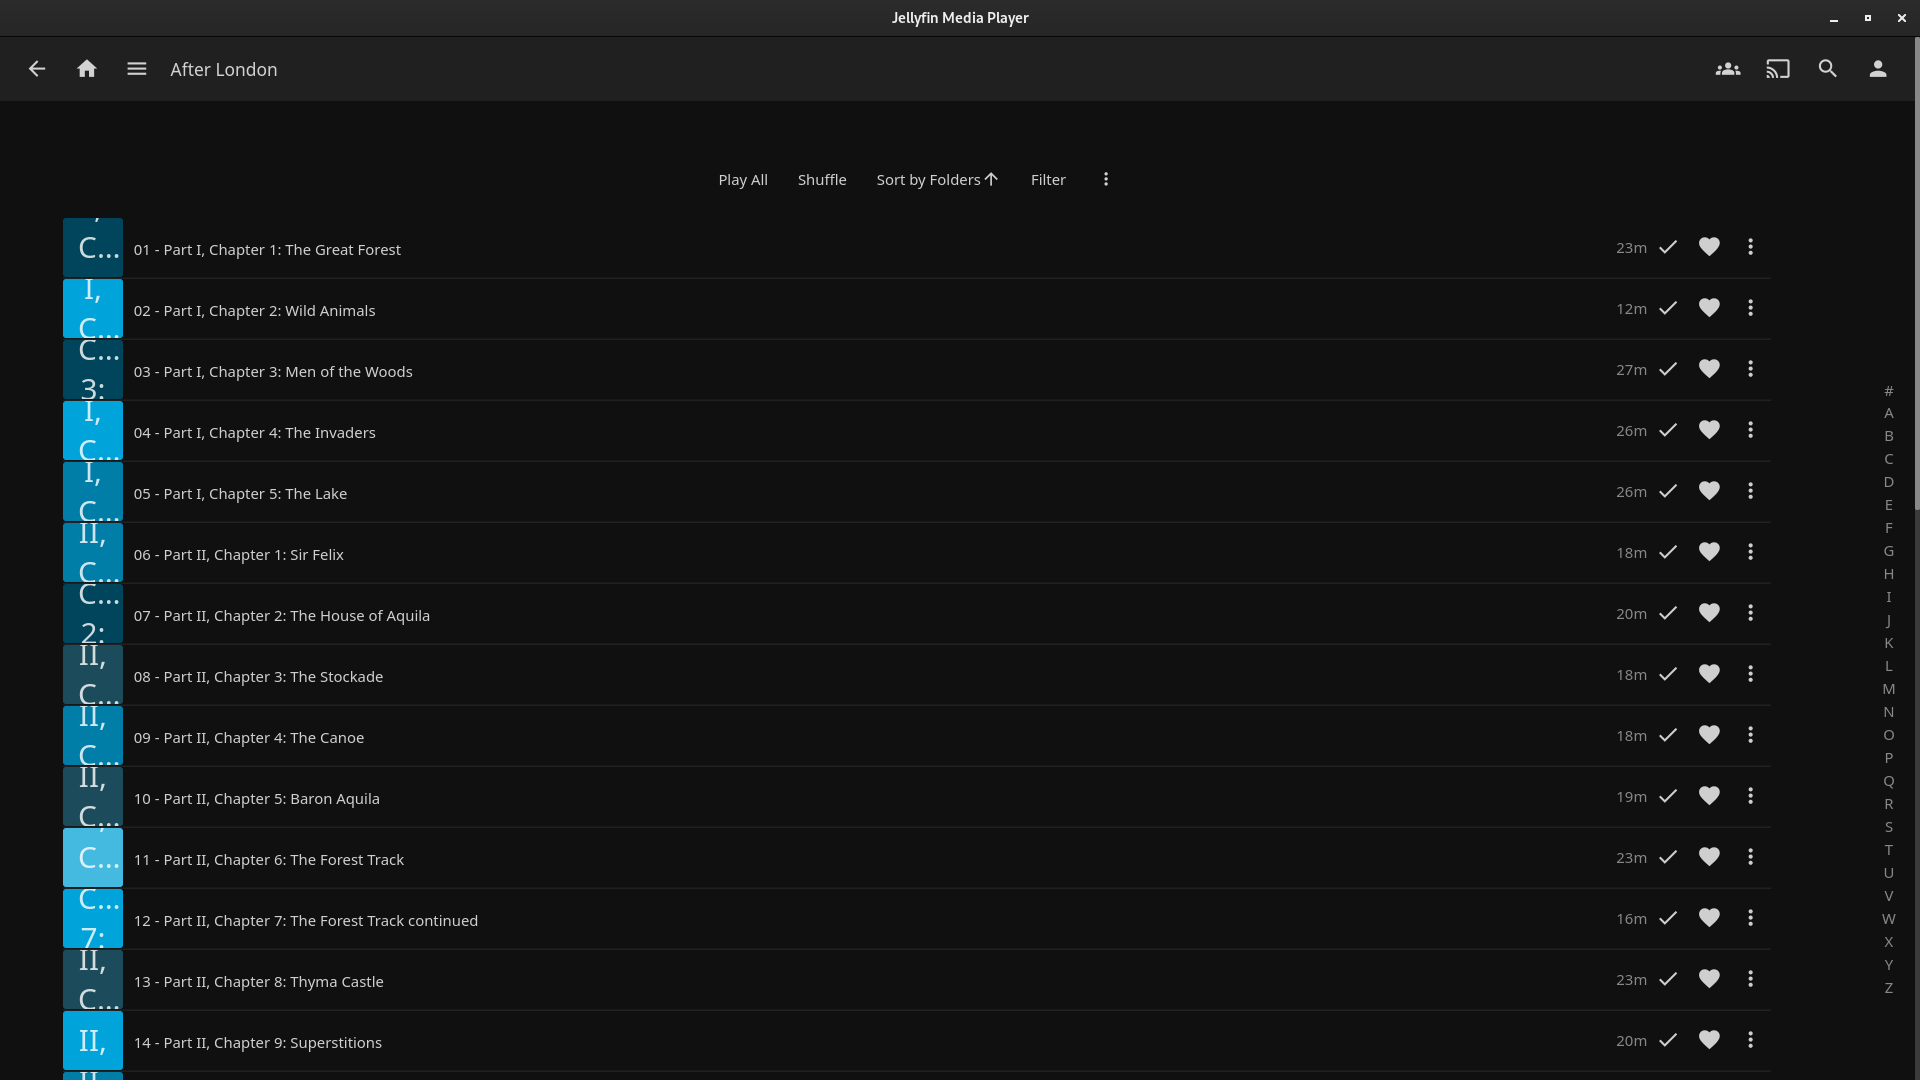 Jellyfin Media Player
After London
Play All Shuffle Sort by Folders Filter
C... 01 - Part I, Chapter 1: The Great Forest 23m
I, C... 02 - Part I, Chapter 2: Wild Animals 12m
C... 3: 03 - Part I, Chapter 3: Men of the Woods 27m
I, C... 04 - Part I, Chapter 4: The Invaders 26m
I, C... 05 - Part I, Chapter 5: The Lake 26m
II, C... 06 - Part II, Chapter 1: Sir Felix 18m
C... 2: 07 - Part II, Chapter 2: The House of Aquila 20m
II, C... 08 - Part II, Chapter 3: The Stockade 18m
II, C... 09 - Part II, Chapter 4: The Canoe 18m
II, C... 10 - Part II, Chapter 5: Baron Aquila 19m
C... 11 - Part II, Chapter 6: The Forest Track 23m
C... 7: 12 - Part II, Chapter 7: The Forest Track continued 16m
II, C... 13 - Part II, Chapter 8: Thyma Castle 23m
II, 14 - Part II, Chapter 9: Superstitions 20m
#
A
B
C
D
E
F
G
H
I
J
K
L
M
N
O
P
Q
R
S
T
U
V
W
X
Y
Z